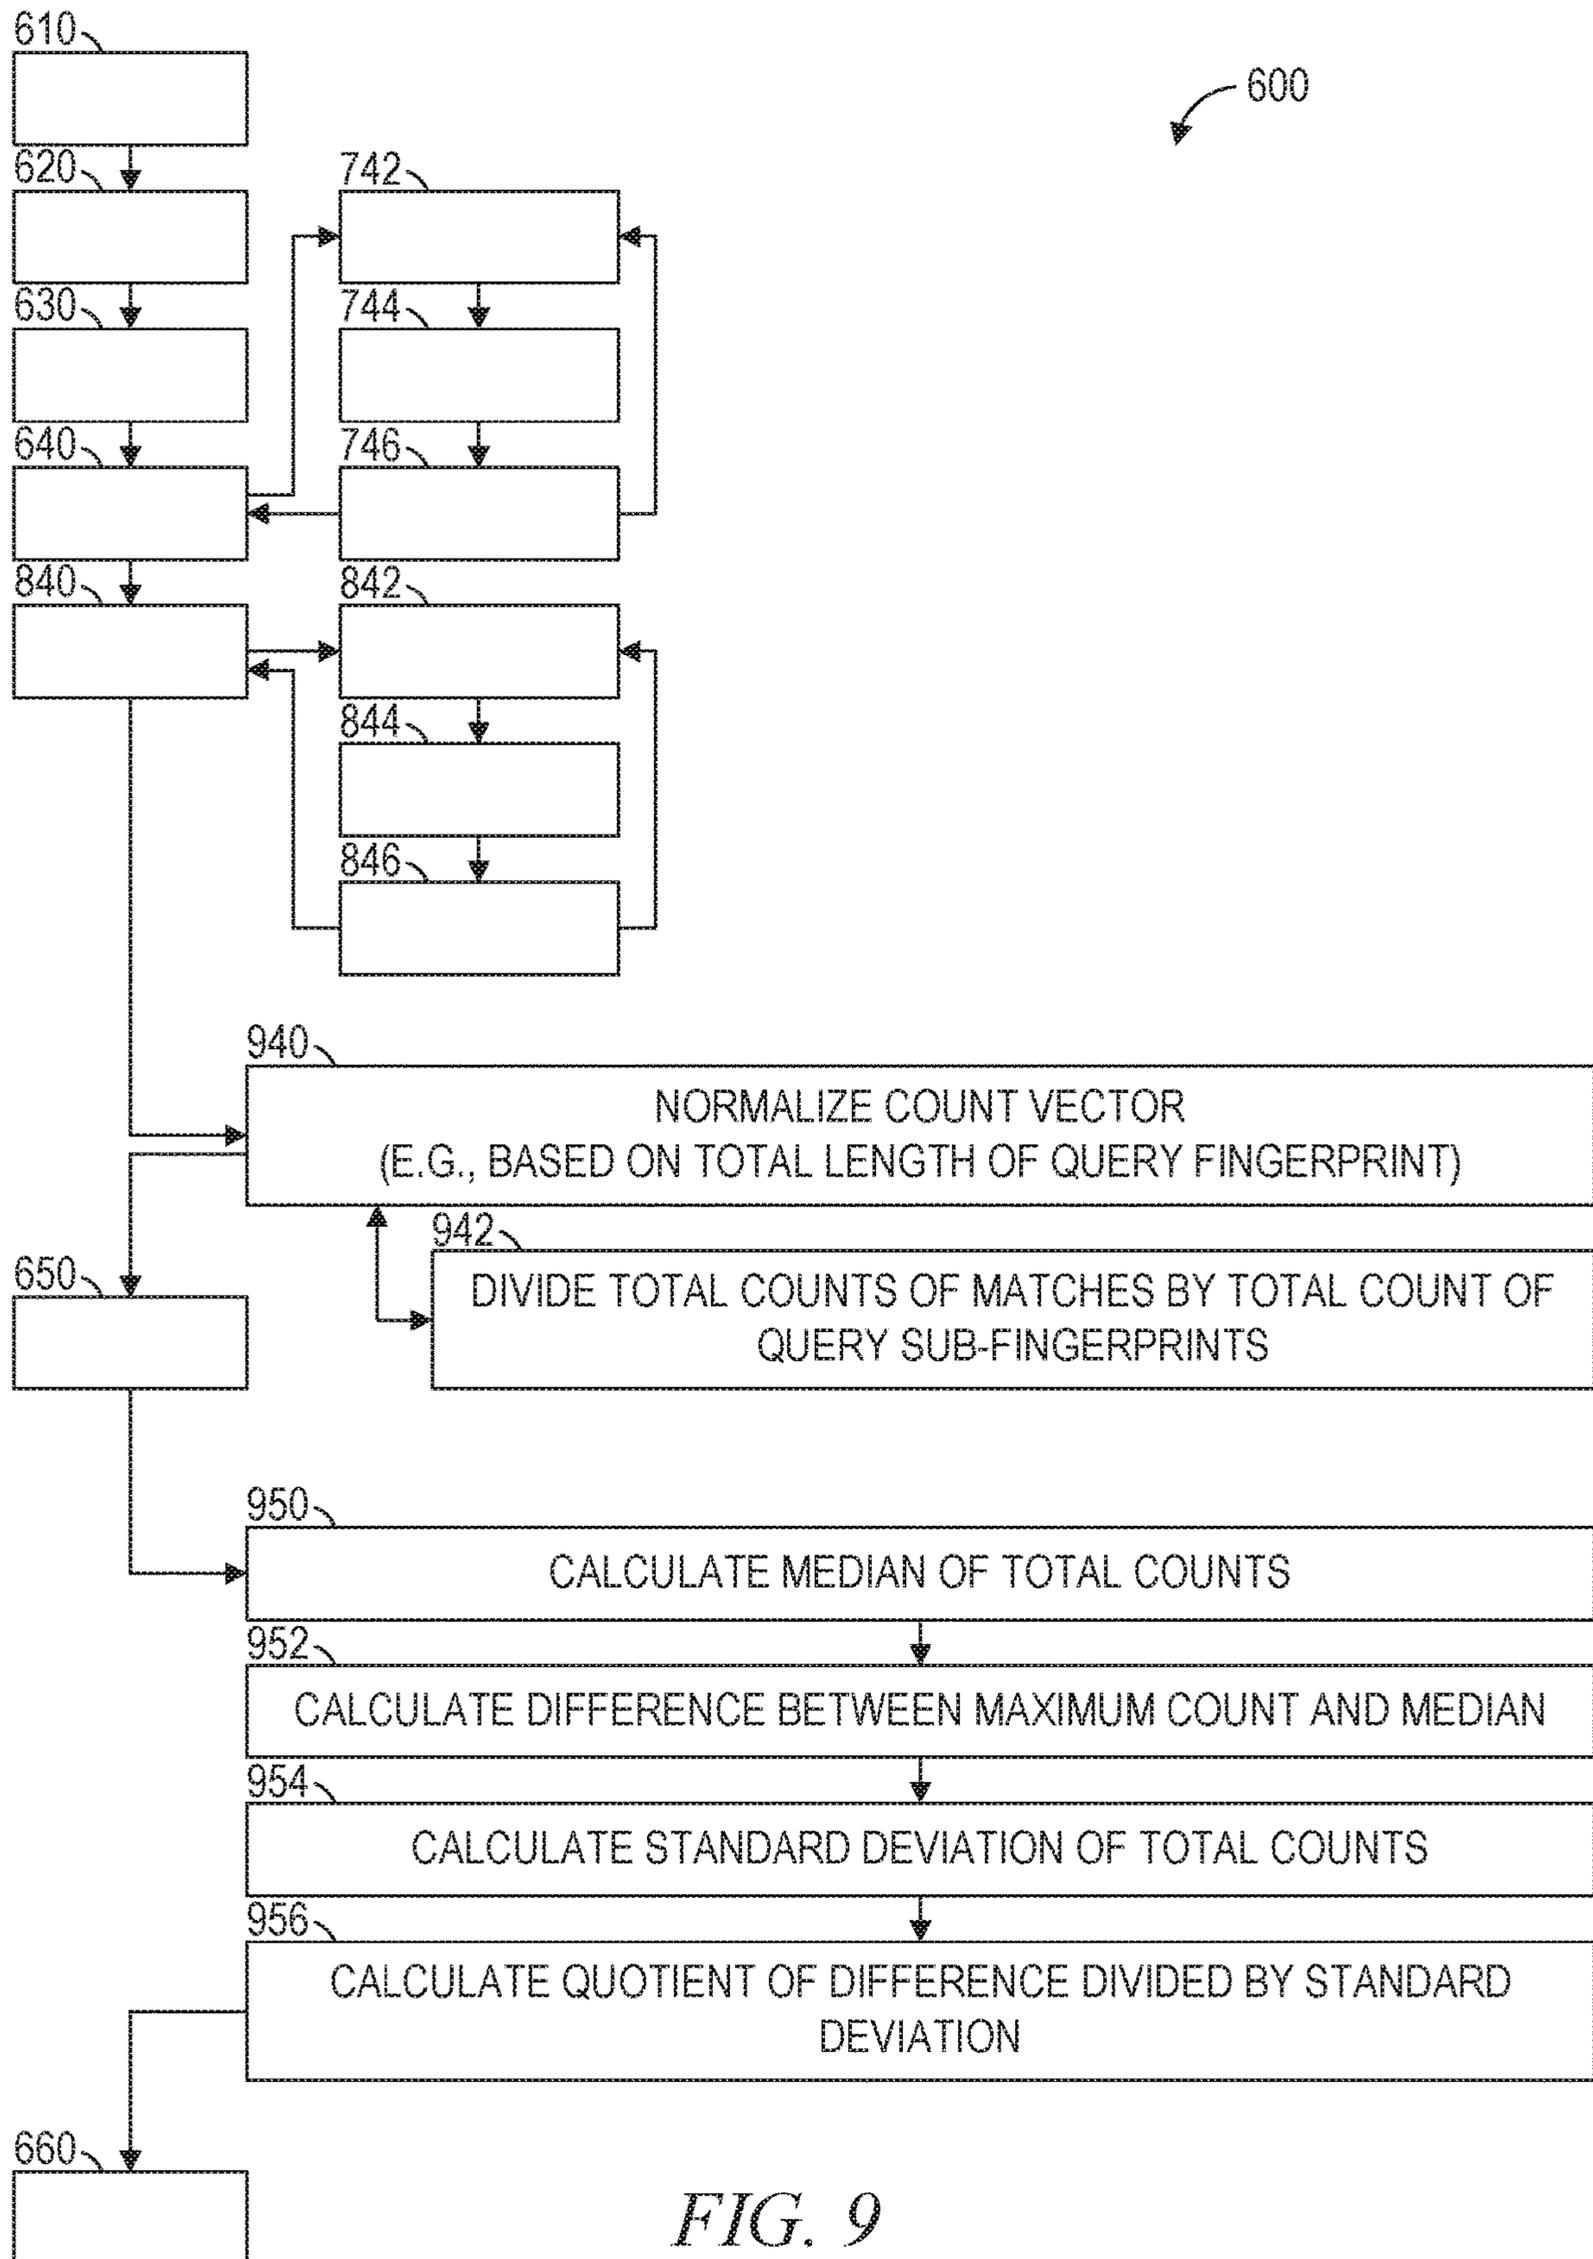 610
600
620
742
630
744
640
746
840
842
844
846
940
NORMALIZE COUNT VECTOR
(E.G., BASED ON TOTAL LENGTH OF QUERY FINGERPRINT)
942
650
DIVIDE TOTAL COUNTS OF MATCHES BY TOTAL COUNT OF
QUERY SUB-FINGERPRINTS
950
CALCULATE MEDIAN OF TOTAL COUNTS
952
CALCULATE DIFFERENCE BETWEEN MAXIMUM COUNT AND MEDIAN
954
CALCULATE STANDARD DEVIATION OF TOTAL COUNTS
956
CALCULATE QUOTIENT OF DIFFERENCE DIVIDED BY STANDARD
DEVIATION
660
FIG. 9